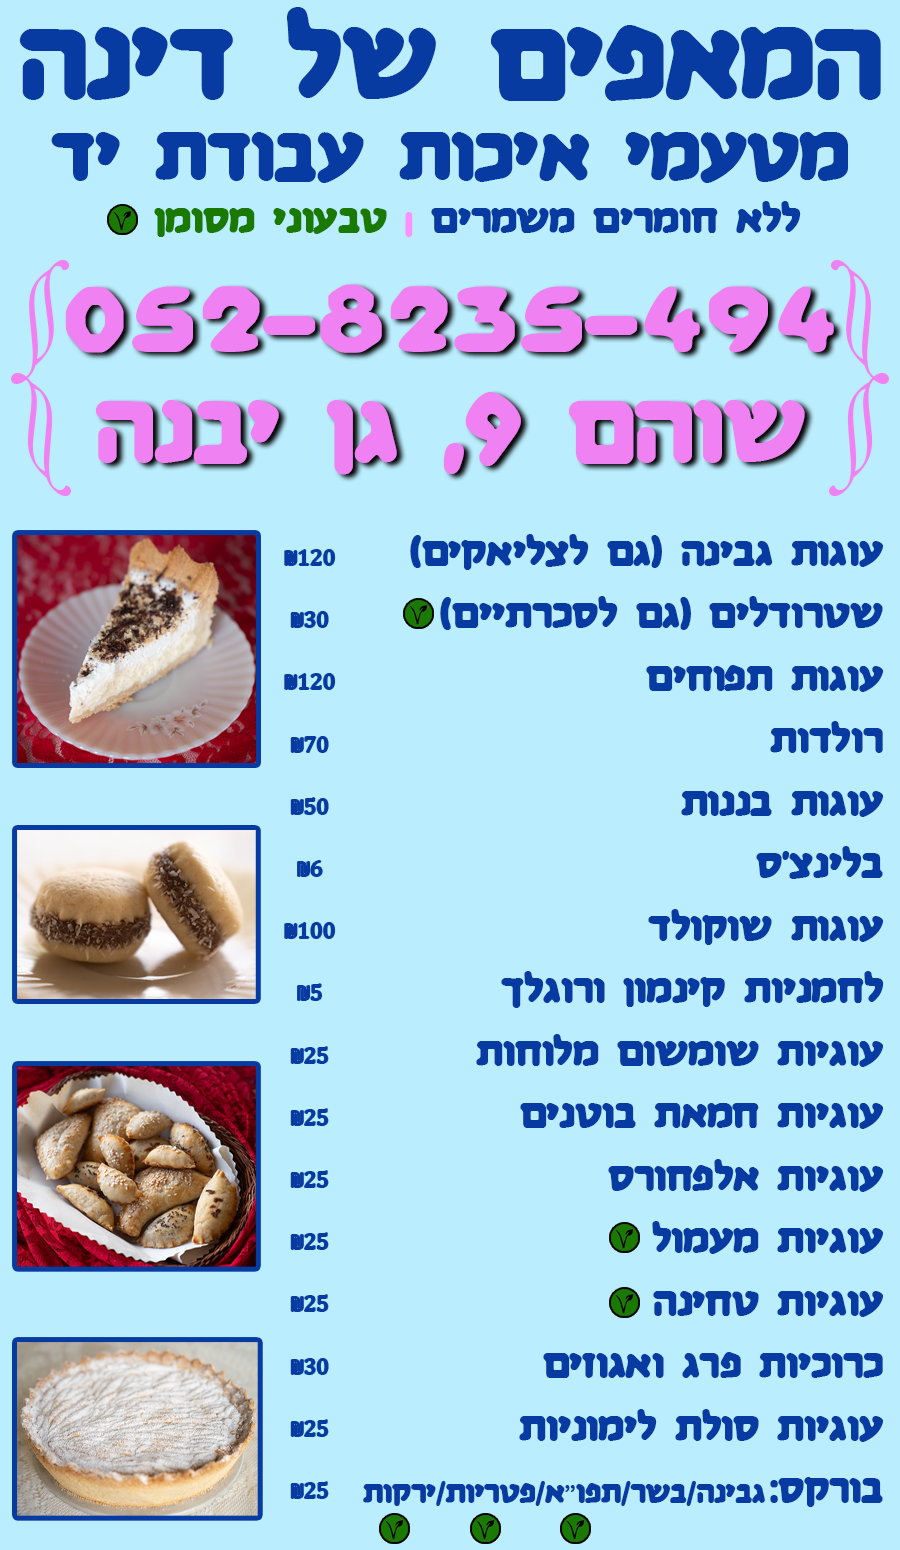 המאפים של דינה
מטעמי איכות עבודת יד
ללא חומרים משמרים | טבעוני מסומן
052-8235-494
שוהם 9, גן יבנה
עוגות גבינה (גם לצליאקים) ₪120
שטרודלים (גם לסכרתיים) ₪30
עוגות תפוחים ₪120
רולדות ₪70
עוגות בננות ₪50
בלינצ'ס ₪6
עוגות שוקולד ₪100
לחמניות קינמון ורוגלך ₪5
עוגיות שומשום מלוחות ₪25
עוגיות חמאת בוטנים ₪25
עוגיות אלפחורס ₪25
עוגיות מעמול ₪25
עוגיות טחינה ₪25
כרוכיות פרג ואגוזים ₪30
עוגיות סולת לימוניות ₪25
בורקס: גבינה/בשר/תפו"א/פטריות/ירקות ₪25